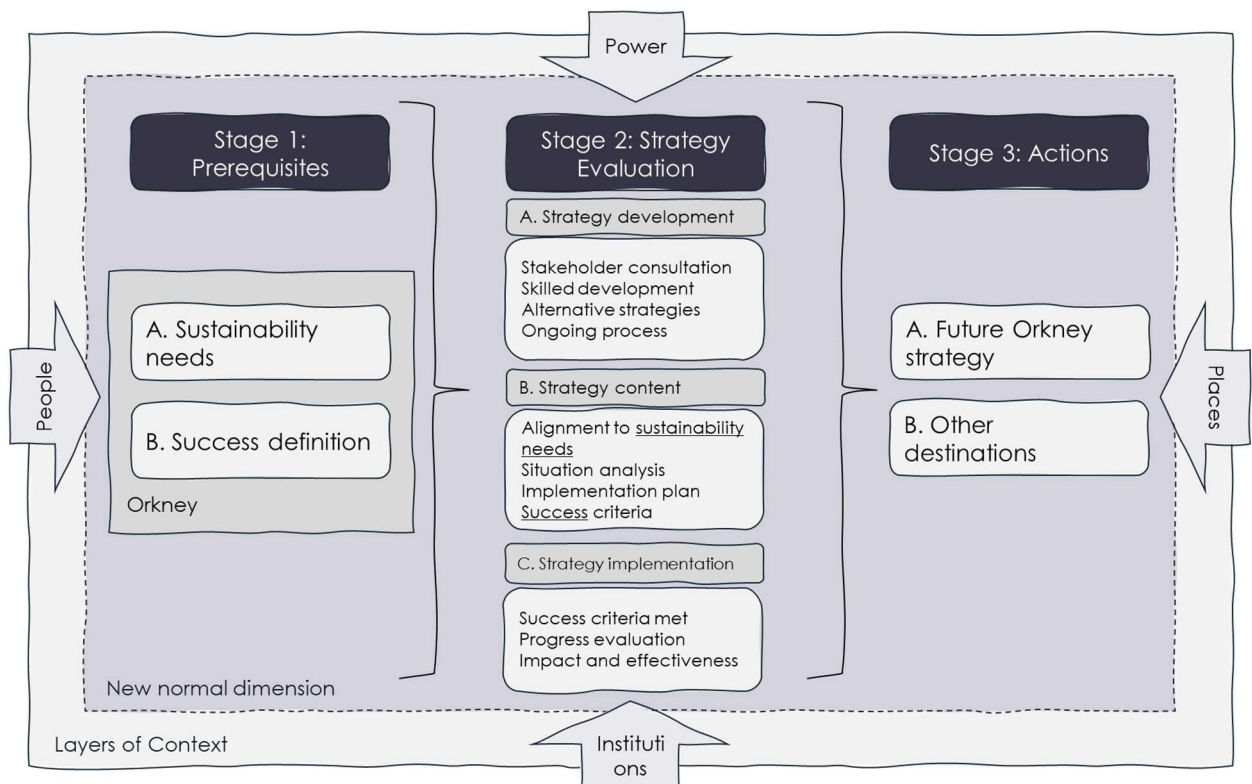 Power
Stage 1:
Prerequisites
Stage 2: Strategy
Evaluation
Stage 3: Actions
A. Strategy development
Stakeholder consultation
Skilled development
Alternative strategies
Ongoing process
People
A. Sustainability
needs
B. Success definition
Orkney
B. Strategy content
Alignment to sustainability
needs
Situation analysis
Implementation plan
Success criteria
A. Future Orkney
strategy
B. Other
destinations
Places
C. Strategy implementation
Success criteria met
Progress evaluation
Impact and effectiveness
New normal dimension
Layers of Context
Instituti
ons